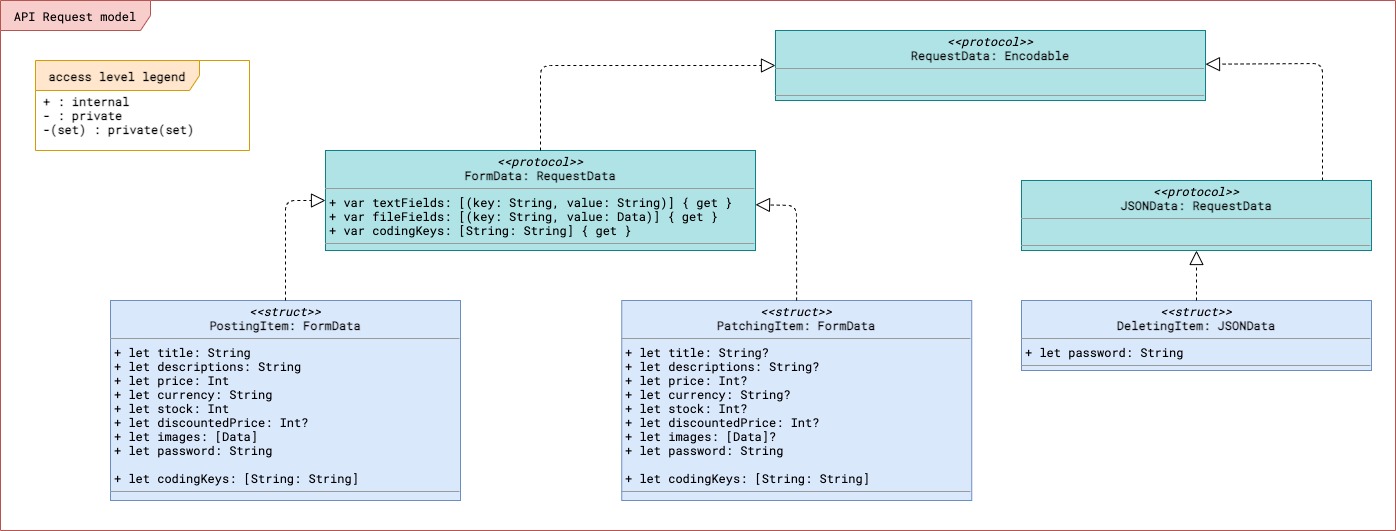 API Request model
access level legend
+ : internal
- : private
-(set) : private(set)
<<protocol>>
RequestData: Encodable
<<protocol>>
FormData: RequestData
+ var textFields: [(key: String, value: String)] { get }
+ var fileFields: [(key: String, value: Data)] { get }
+ var codingKeys: [String: String] { get }
<<protocol>>
JSONData: RequestData
<<struct>>
PostingItem: FormData
+ let title: String
+ let descriptions: String
+ let price: Int
+ let currency: String
+ let stock: Int
+ let discountedPrice: Int?
+ let images: [Data]
+ let password: String
+ let codingKeys: [String: String]
<<struct>>
PatchingItem: FormData
+ let title: String?
+ let descriptions: String?
+ let price: Int?
+ let currency: String?
+ let stock: Int?
+ let discountedPrice: Int?
+ let images: [Data]?
+ let password: String
+ let codingKeys: [String: String]
<<struct>>
DeletingItem: JSONData
+ let password: String